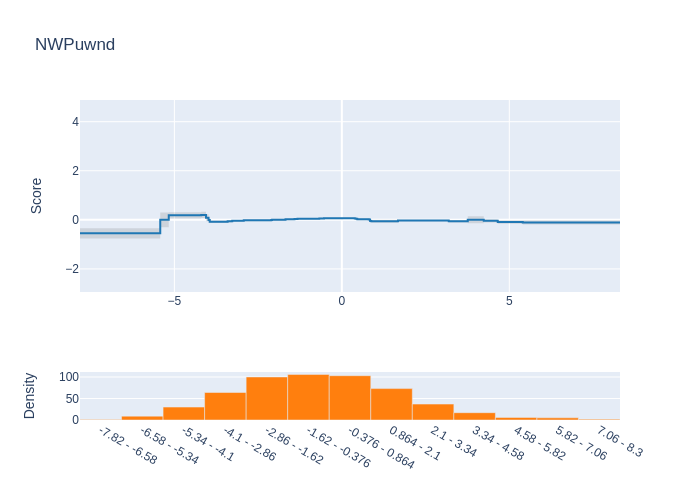 NWPuwnd
Score
4
2
0
−2
−5
0
5
Density
100
50
0
-7.82 - -6.58
-6.58 - -5.34
-5.34 - -4.1
-4.1 - -2.86
-2.86 - -1.62
-1.62 - -0.376
-0.376 - 0.864
0.864 - 2.1
2.1 - 3.34
3.34 - 4.58
4.58 - 5.82
5.82 - 7.06
7.06 - 8.3